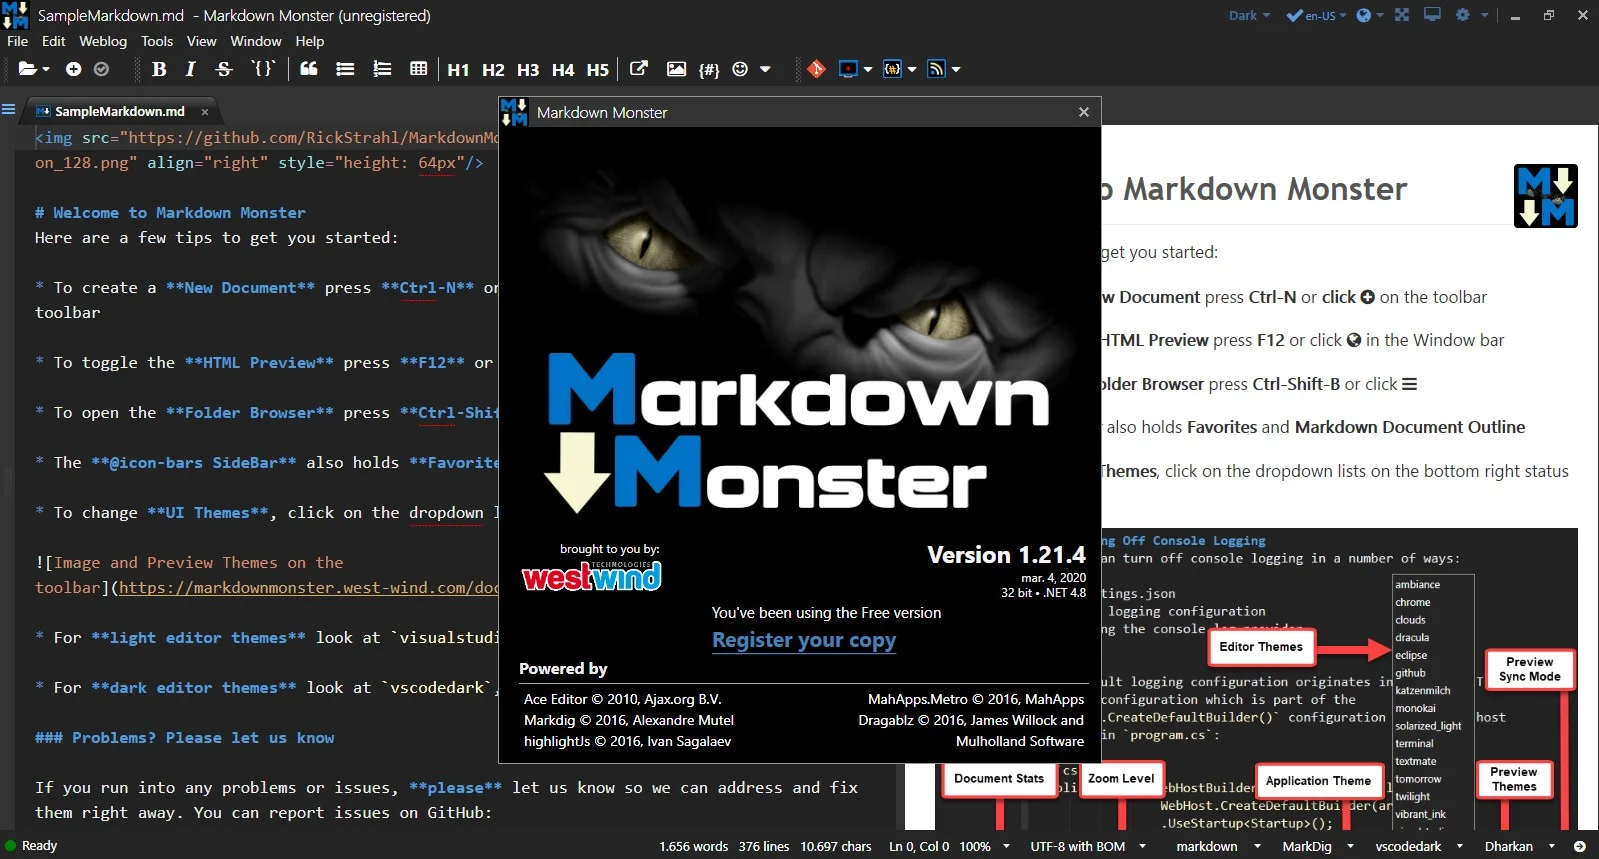 SampleMarkdown.md - Markdown Monster (unregistered)
Dark
en-US
File Edit Weblog Tools View Window Help
B I S `{}` H1 H2 H3 H4 H5 {#}
SampleMarkdown.md
<img src="https://github.com/RickStrahl/MarkdownMo
on_128.png" align="right" style="height: 64px"/>
# Welcome to Markdown Monster
Here are a few tips to get you started:
* To create a **New Document** press **Ctrl-N** or
toolbar
* To toggle the **HTML Preview** press **F12** or
* To open the **Folder Browser** press **Ctrl-Shif
* The **@icon-bars SideBar** also holds **Favorite
* To change **UI Themes**, click on the dropdown l
![Image and Preview Themes on the
toolbar](https://markdownmonster.west-wind.com/doc
* For **light editor themes** look at `visualstudi
* For **dark editor themes** look at `vscodedark`,
### Problems? Please let us know
If you run into any problems or issues, **please** let us know so we can address and fix
them right away. You can report issues on GitHub:
Markdown Monster
Markdown
Monster
brought to you by:
westwind
TECHNOLOGIES
Version 1.21.4
mar. 4, 2020
32 bit • .NET 4.8
You've been using the Free version
Register your copy
Powered by
Ace Editor © 2010, Ajax.org B.V.
Markdig © 2016, Alexandre Mutel
highlightJs © 2016, Ivan Sagalaev
MahApps.Metro © 2016, MahApps
Dragablz © 2016, James Willock and
Mulholland Software
o Markdown Monster
get you started:
w Document press Ctrl-N or click on the toolbar
HTML Preview press F12 or click in the Window bar
older Browser press Ctrl-Shift-B or click
also holds Favorites and Markdown Document Outline
Themes, click on the dropdown lists on the bottom right status
ng Off Console Logging
an turn off console logging in a number of ways:
tings.json
logging configuration
ng the console log provider
ult logging configuration originates in
configuration which is part of the
.CreateDefaultBuilder()` configuration host
in `program.cs`:
cs
WebHost.CreateDefaultBuilder(ar
.UseStartup<Startup>();
Editor Themes
ambiance
chrome
clouds
dracula
eclipse
github
katzenmilch
monokai
solarized_light
terminal
textmate
tomorrow
twilight
vibrant_ink
Preview
Sync Mode
Document Stats
Zoom Level
Application Theme
Preview
Themes
Ready
1.656 words 376 lines 10.697 chars Ln 0, Col 0 100% UTF-8 with BOM markdown MarkDig vscodedark Dharkan